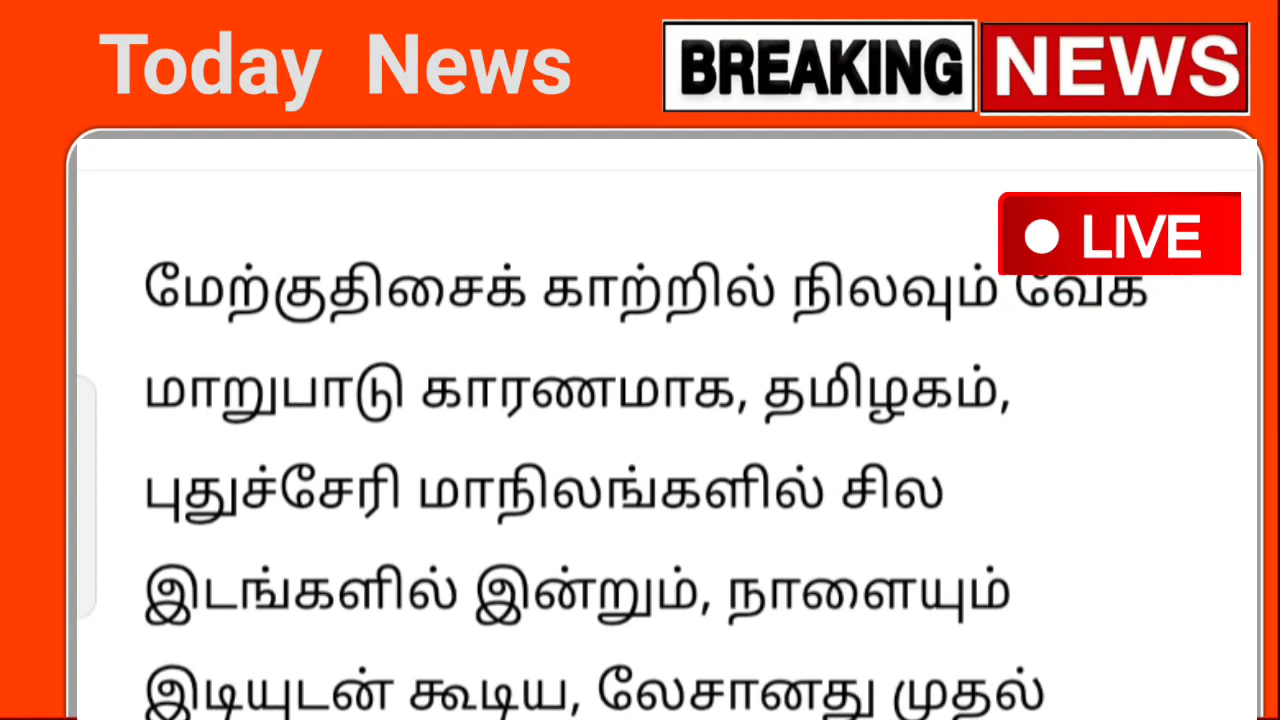 Today News
BREAKING NEWS
LIVE
மேற்குதிசைக் காற்றில் நிலவும் வேக
மாறுபாடு காரணமாக, தமிழகம்,
புதுச்சேரி மாநிலங்களில் சில
இடங்களில் இன்றும், நாளையும்
இடியுடன் கூடிய, லேசானது முதல்